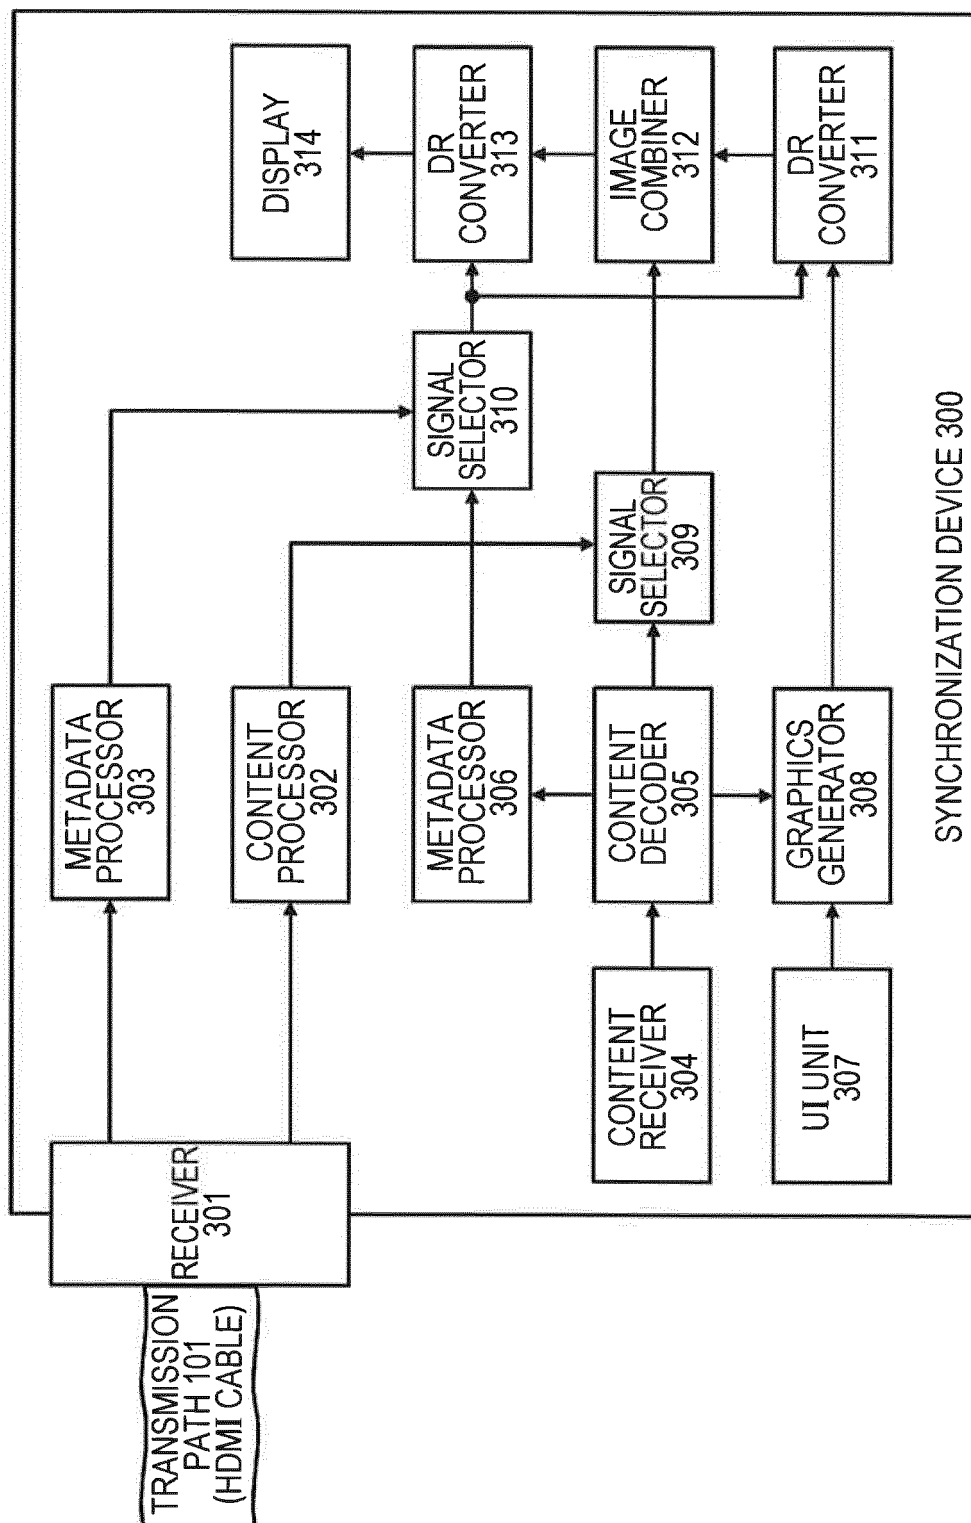 TRANSMISSION
PATH 101
(HDMI CABLE)
RECEIVER
301
METADATA
PROCESSOR
303
CONTENT
PROCESSOR
302
METADATA
PROCESSOR
306
CONTENT
RECEIVER
304
CONTENT
DECODER
305
UI UNIT
307
GRAPHICS
GENERATOR
308
SIGNAL
SELECTOR
310
SIGNAL
SELECTOR
309
DISPLAY
314
DR
CONVERTER
313
IMAGE
COMBINER
312
DR
CONVERTER
311
SYNCHRONIZATION DEVICE 300